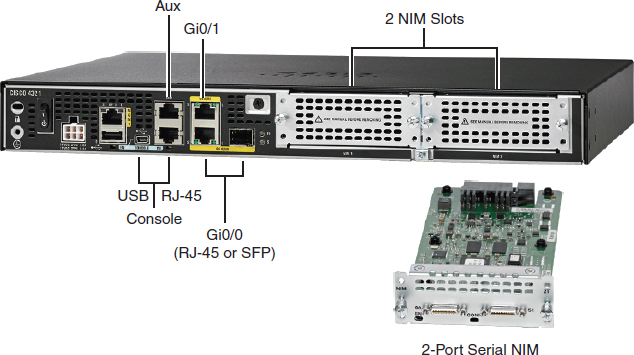 Aux
Gi0/1
2 NIM Slots
CISCO 4321
USB
RJ-45
Console
Gi0/0
(RJ-45 or SFP)
NIM
2-Port Serial NIM